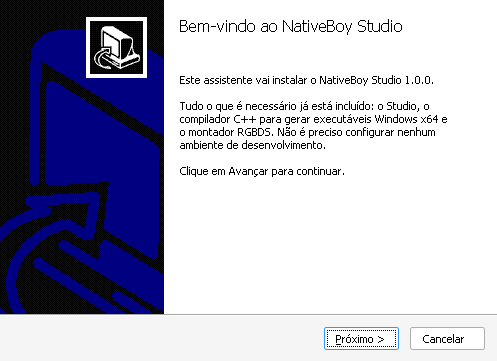 Bem-vindo ao NativeBoy Studio
Este assistente vai instalar o NativeBoy Studio 1.0.0.
Tudo o que é necessário já está incluído: o Studio, o
compilador C++ para gerar executáveis Windows x64 e
o montador RGBDS. Não é preciso configurar nenhum
ambiente de desenvolvimento.
Clique em Avançar para continuar.
Próximo >
Cancelar